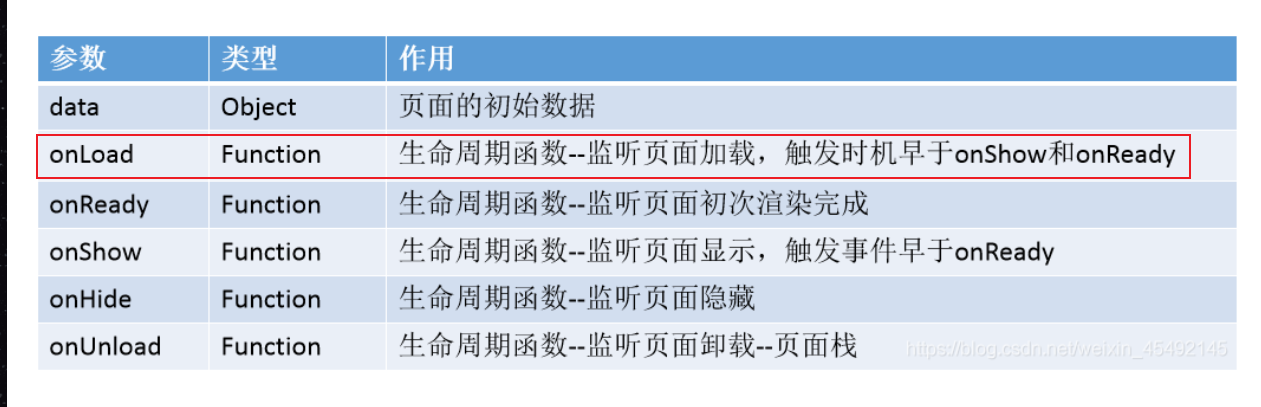 参数 类型 作用
data Object 页面的初始数据
onLoad Function 生命周期函数--监听页面加载，触发时机早于onShow和onReady
onReady Function 生命周期函数--监听页面初次渲染完成
onShow Function 生命周期函数--监听页面显示，触发事件早于onReady
onHide Function 生命周期函数--监听页面隐藏
onUnload Function 生命周期函数--监听页面卸载--页面栈
https://blog.csdn.net/weixin_45492145